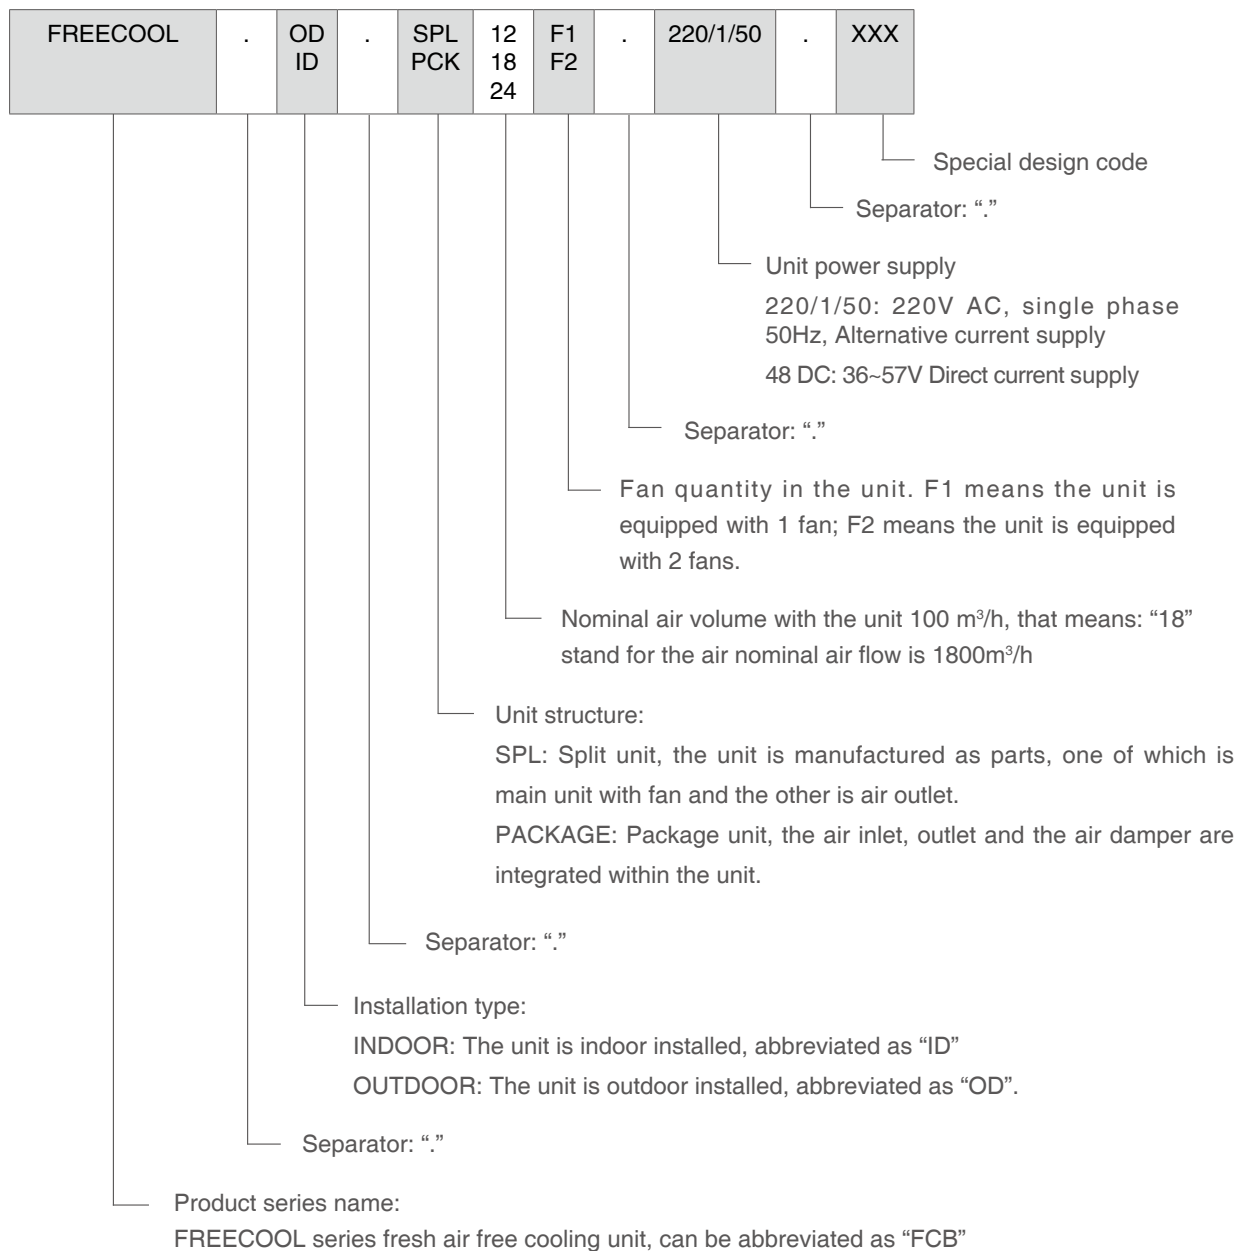 FREECOOL . OD . SPL 12 F1 . 220/1/50 . XXX
ID PCK 18 F2
24
Special design code
Separator: “.”
Unit power supply
220/1/50: 220V AC, single phase
50Hz, Alternative current supply
48 DC: 36~57V Direct current supply
Separator: “.”
Fan quantity in the unit. F1 means the unit is
equipped with 1 fan; F2 means the unit is equipped
with 2 fans.
Nominal air volume with the unit 100 m³/h, that means: “18”
stand for the air nominal air flow is 1800m³/h
Unit structure:
SPL: Split unit, the unit is manufactured as parts, one of which is
main unit with fan and the other is air outlet.
PACKAGE: Package unit, the air inlet, outlet and the air damper are
integrated within the unit.
Separator: “.”
Installation type:
INDOOR: The unit is indoor installed, abbreviated as “ID”
OUTDOOR: The unit is outdoor installed, abbreviated as “OD”.
Separator: “.”
Product series name:
FREECOOL series fresh air free cooling unit, can be abbreviated as “FCB”